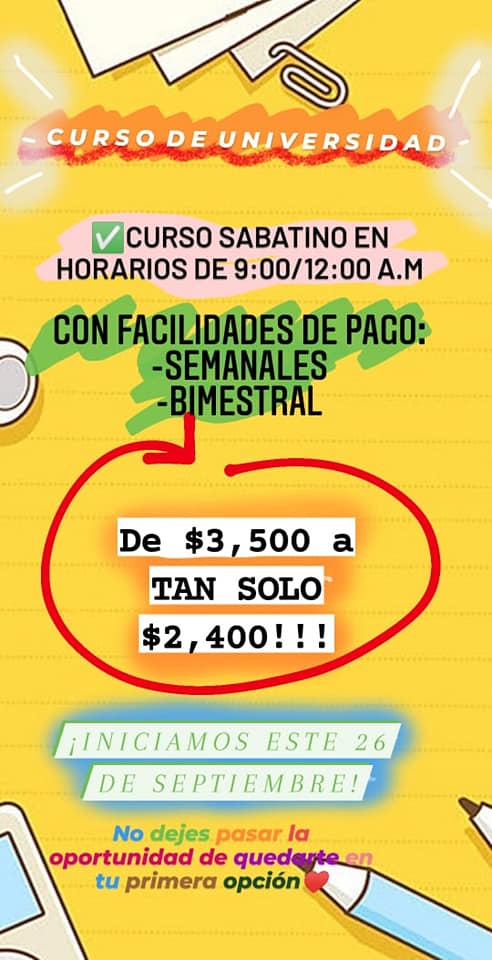 CURSO DE UNIVERSIDAD
✅CURSO SABATINO EN
HORARIOS DE 9:00/12:00 A.M
CON FACILIDADES DE PAGO:
-SEMANALES
-BIMESTRAL
De $3,500 a
TAN SOLO
$2,400!!!
¡INICIAMOS ESTE 26
DE SEPTIEMBRE!
No dejes pasar la
oportunidad de quedarte en
tu primera opción❤️